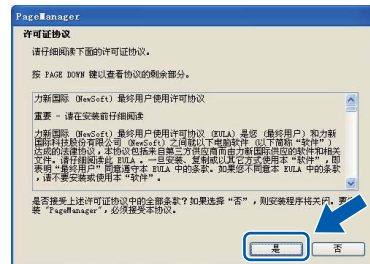 PageManager
许可证协议
请仔细阅读下面的许可证协议。
按 PAGE DOWN 键以查看协议的剩余部分。
力新国际 (NewSoft) 最终用户使用许可协议
重要 - 请在安装前仔细阅读
力新国际 (NewSoft) 最终用户使用许可协议 (EULA) 是您 (最终用户) 和力新
国际科技股份有限公司 (NewSoft) 之间就以下电脑软件 (以下简称 “软件”)
达成的法律协议，本协议包括来自第三方供应商而由力新国际供应的软件和相关
文件。请仔细阅读此 EULA 。一旦安装、复制或以其它方式使用本 “软件”，即
表明 “最终用户” 同意遵守本 EULA 中的条款。如果您不同意本 EULA 中的条款
，请不要安装或使用本 “软件”。
是否接受上述许可证协议中的全部条款？如果选择 “否” ，则安装程序将关闭。要
装 “PageManager”，必须接受本协议。
是
否